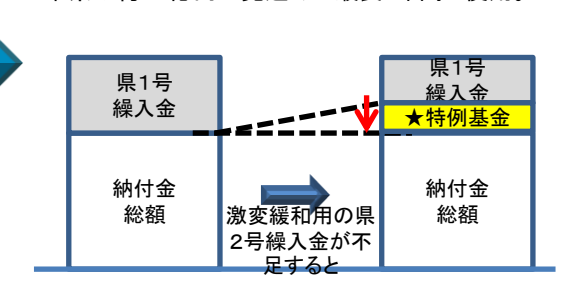 県1号
繰入金
県1号
繰入金
★特例基金
納付金
総額
激変緩和用の県
2号繰入金が不
足すると
納付金
総額